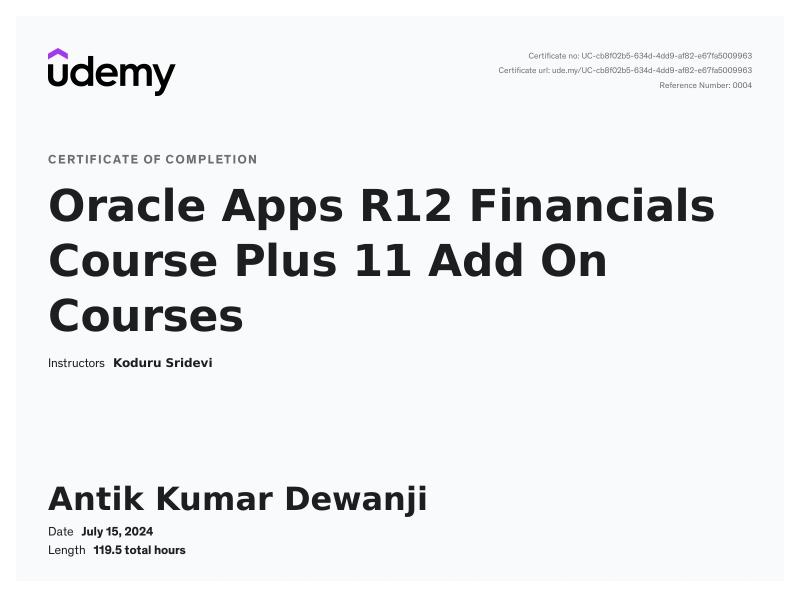 udemy
Certificate no: UC-cb8f02b5-634d-4dd9-af82-e67fa5009963
Certificate url: ude.my/UC-cb8f02b5-634d-4dd9-af82-e67fa5009963
Reference Number: 0004
CERTIFICATE OF COMPLETION
Oracle Apps R12 Financials
Course Plus 11 Add On
Courses
Instructors Koduru Sridevi
Antik Kumar Dewanji
Date July 15, 2024
Length 119.5 total hours